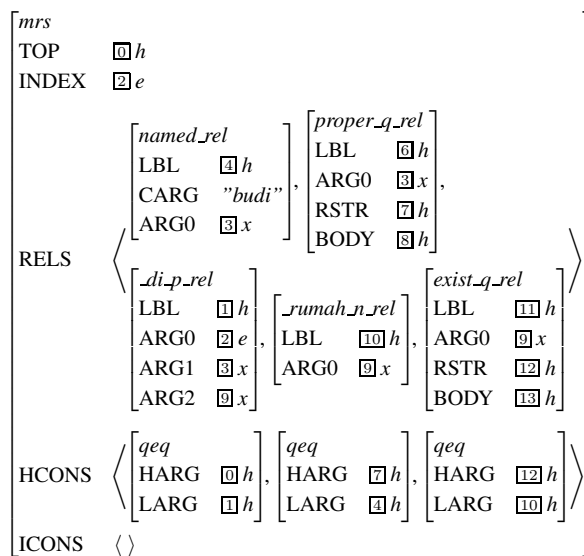 mrs
TOP 0 h
INDEX 2 e
named_rel proper_q_rel
LBL 4 h LBL 6 h
CARG "budi" , ARG0 3 x ,
ARG0 3 x RSTR 7 h
BODY 8 h
RELS ⟨ ⟩
_di_p_rel exist_q_rel
LBL 1 h _rumah_n_rel LBL 11 h
ARG0 2 e , LBL 10 h , ARG0 9 x
ARG1 3 x ARG0 9 x RSTR 12 h
ARG2 9 x BODY 13 h
qeq qeq qeq
HCONS ⟨ HARG 0 h , HARG 7 h , HARG 12 h ⟩
LARG 1 h LARG 4 h LARG 10 h
ICONS ⟨ ⟩